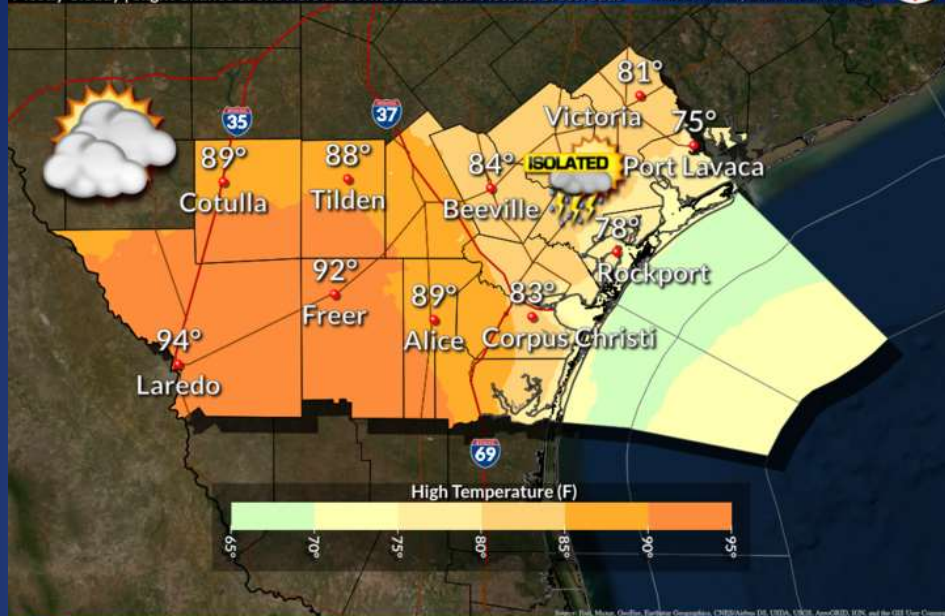 81°
Victoria
75°
Port Lavaca
35
37
89°
Cotulla
88°
Tilden
84°
Beeville
ISOLATED
78°
Rockport
92°
Freer
89°
Alice
83°
Corpus Christi
94°
Laredo
69
High Temperature (F)
65°
70°
75°
80°
85°
90°
95°